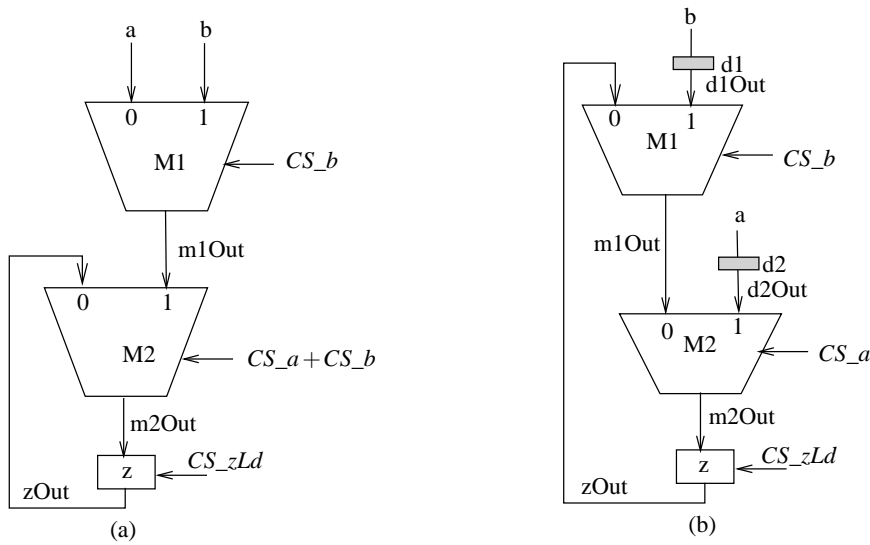 a
b
0
1
M1
CS_b
m1Out
0
1
M2
CS_a + CS_b
m2Out
z
CS_zLd
zOut
(a)
b
d1
d1Out
0
1
M1
CS_b
m1Out
a
d2
d2Out
0
1
M2
CS_a
m2Out
z
CS_zLd
zOut
(b)